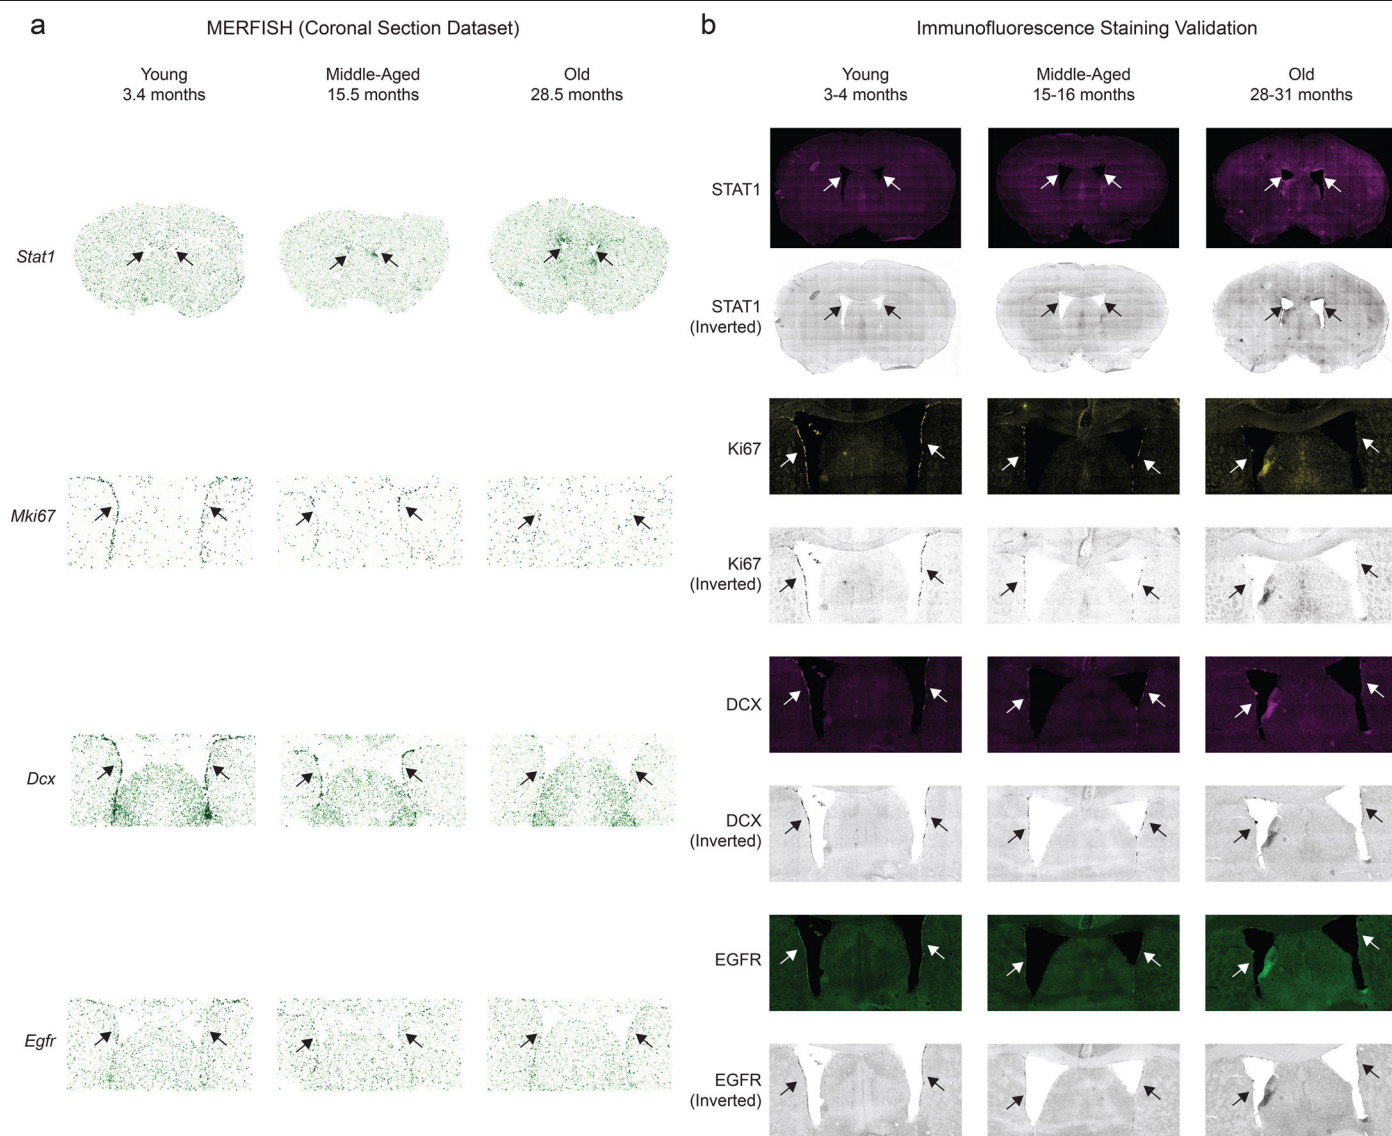 a
MERFISH (Coronal Section Dataset)
Young
3.4 months
Middle-Aged
15.5 months
Old
28.5 months
Stat1
Mki67
Dcx
Egfr
b
Immunofluorescence Staining Validation
Young
3-4 months
Middle-Aged
15-16 months
Old
28-31 months
STAT1
STAT1
(Inverted)
Ki67
Ki67
(Inverted)
DCX
DCX
(Inverted)
EGFR
EGFR
(Inverted)